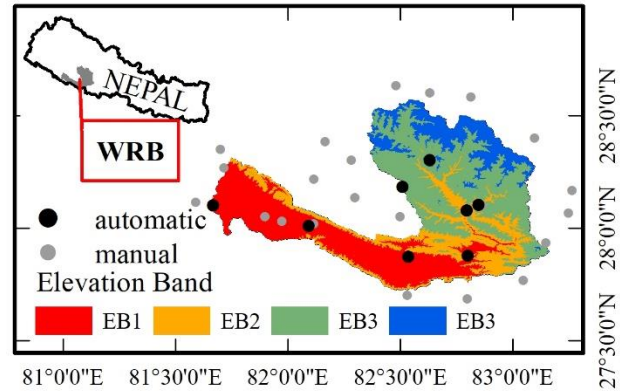 NEPAL
WRB
automatic
manual
Elevation Band
EB1 EB2 EB3 EB3
28°30'0"N
28°0'0"N
27°30'0"N
81°0'0"E 81°30'0"E 82°0'0"E 82°30'0"E 83°0'0"E